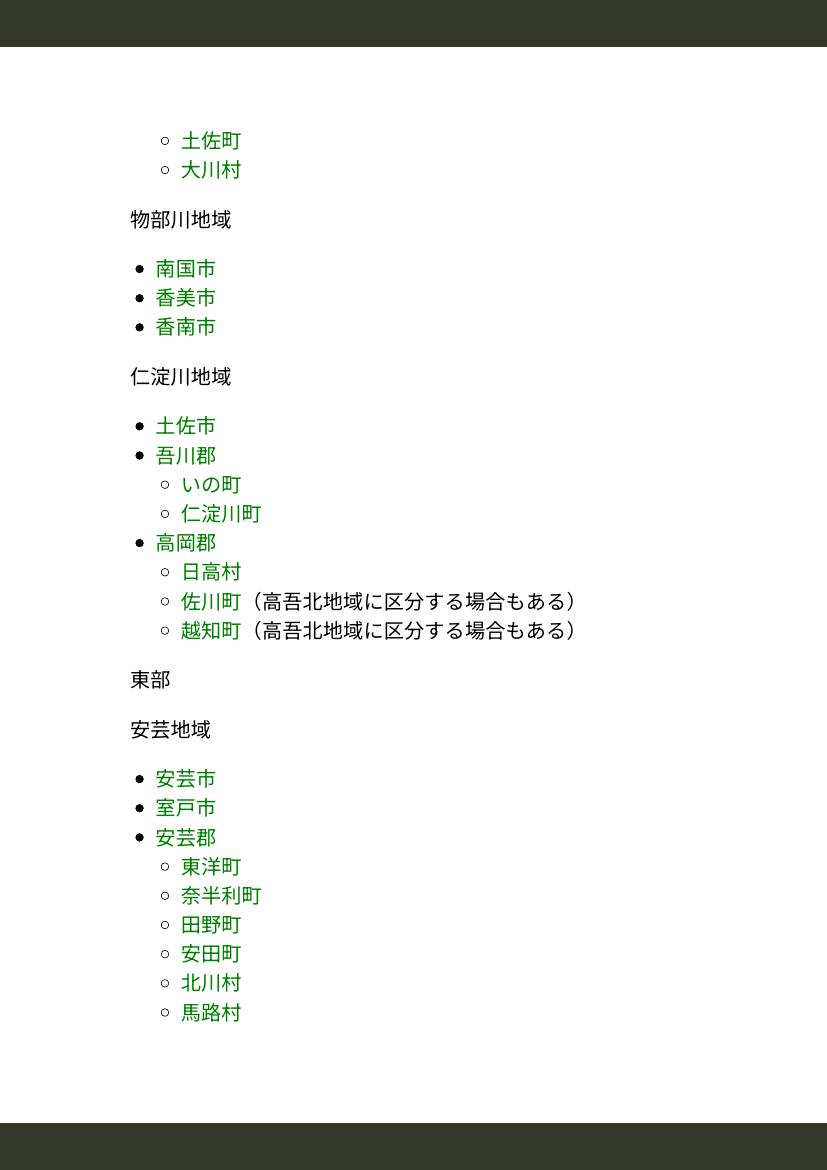 土佐町
大川村
物部川地域
南国市
香美市
香南市
仁淀川地域
土佐市
吾川郡
いの町
仁淀川町
高岡郡
日高村
佐川町（高吾北地域に区分する場合もある）
越知町（高吾北地域に区分する場合もある）
東部
安芸地域
安芸市
室戸市
安芸郡
東洋町
奈半利町
田野町
安田町
北川村
馬路村